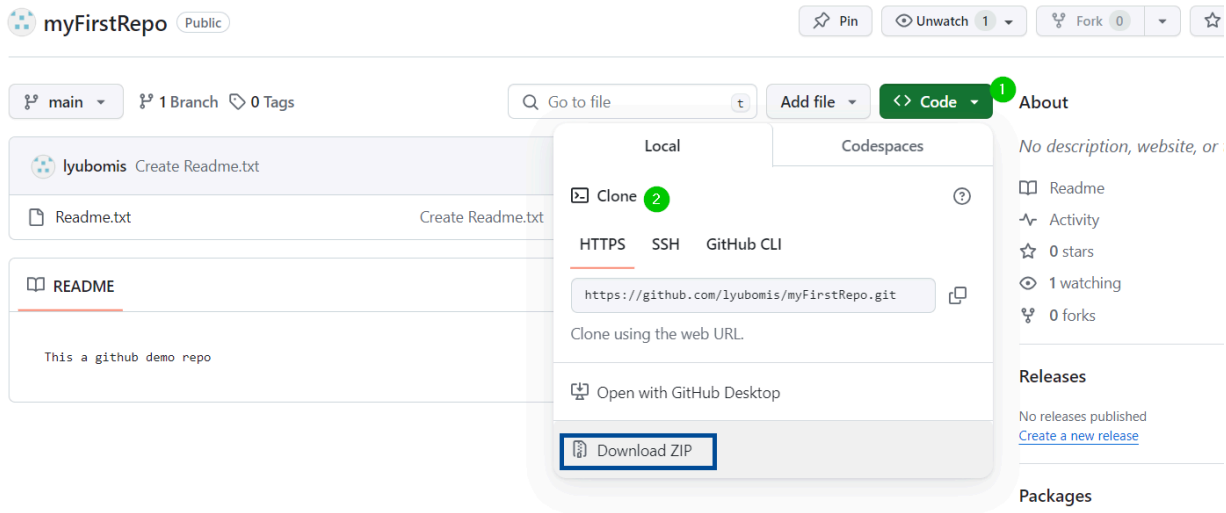 myFirstRepo Public
Pin
Unwatch 1
Fork 0
main
1 Branch
0 Tags
Go to file t
Add file
Code
1
About
No description, website, or
lyubomis Create Readme.txt
Readme.txt Create Readme.txt
README
This a github demo repo
Local
Codespaces
Clone 2
HTTPS SSH GitHub CLI
https://github.com/lyubomis/myFirstRepo.git
Clone using the web URL.
Open with GitHub Desktop
Download ZIP
Readme
Activity
0 stars
1 watching
0 forks
Releases
No releases published
Create a new release
Packages